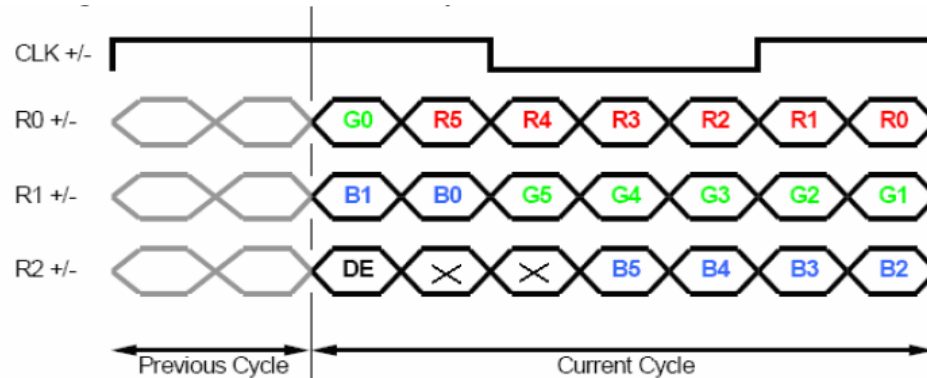 CLK +/-
R0 +/- G0 R5 R4 R3 R2 R1 R0
R1 +/- B1 B0 G5 G4 G3 G2 G1
R2 +/- DE B5 B4 B3 B2
Previous Cycle Current Cycle